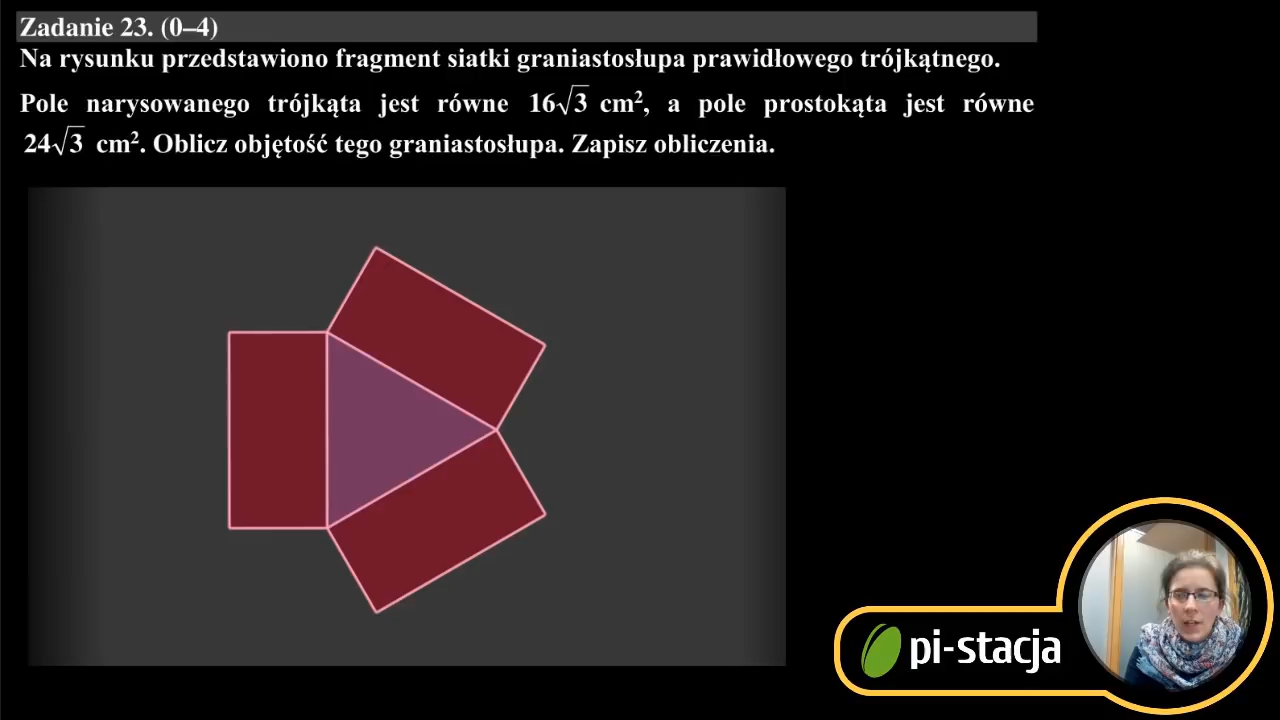 Zadanie 23. (0–4)
Na rysunku przedstawiono fragment siatki graniastosłupa prawidłowego trójkątnego.
Pole narysowanego trójkąta jest równe 16√3 cm², a pole prostokąta jest równe
24√3 cm². Oblicz objętość tego graniastosłupa. Zapisz obliczenia.
pi-stacja